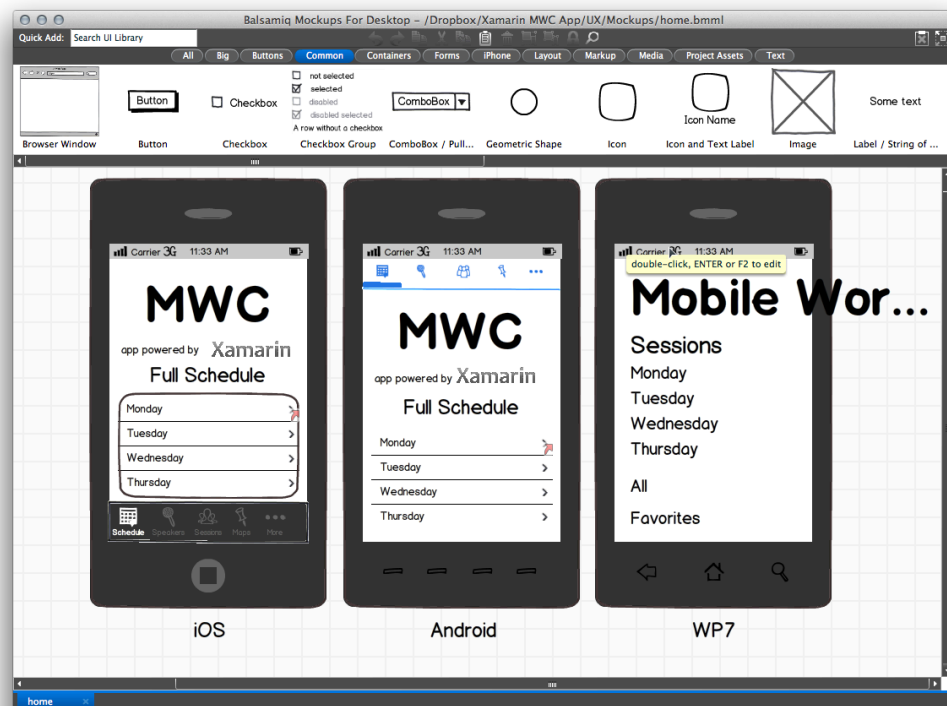 Balsamiq Mockups For Desktop - /Dropbox/Xamarin MWC App/UX/Mockups/home.bmml
Quick Add: Search UI Library
All Big Buttons Common Containers Forms iPhone Layout Markup Media Project Assets Text
not selected
selected
disabled
disabled selected
A row without a checkbox
Button Checkbox ComboBox Icon Name Some text
Browser Window Button Checkbox Checkbox Group ComboBox / Pull... Geometric Shape Icon Icon and Text Label Image Label / String of ...
Carrier 3G 11:33 AM
MWC
app powered by Xamarin
Full Schedule
Monday
Tuesday
Wednesday
Thursday
Schedule Speakers Sessions Maps More
iOS
Carrier 3G 11:33 AM
MWC
app powered by Xamarin
Full Schedule
Monday
Tuesday
Wednesday
Thursday
Android
Carrier 3G 11:33 AM
double-click, ENTER or F2 to edit
Mobile Wor...
Sessions
Monday
Tuesday
Wednesday
Thursday
All
Favorites
WP7
home